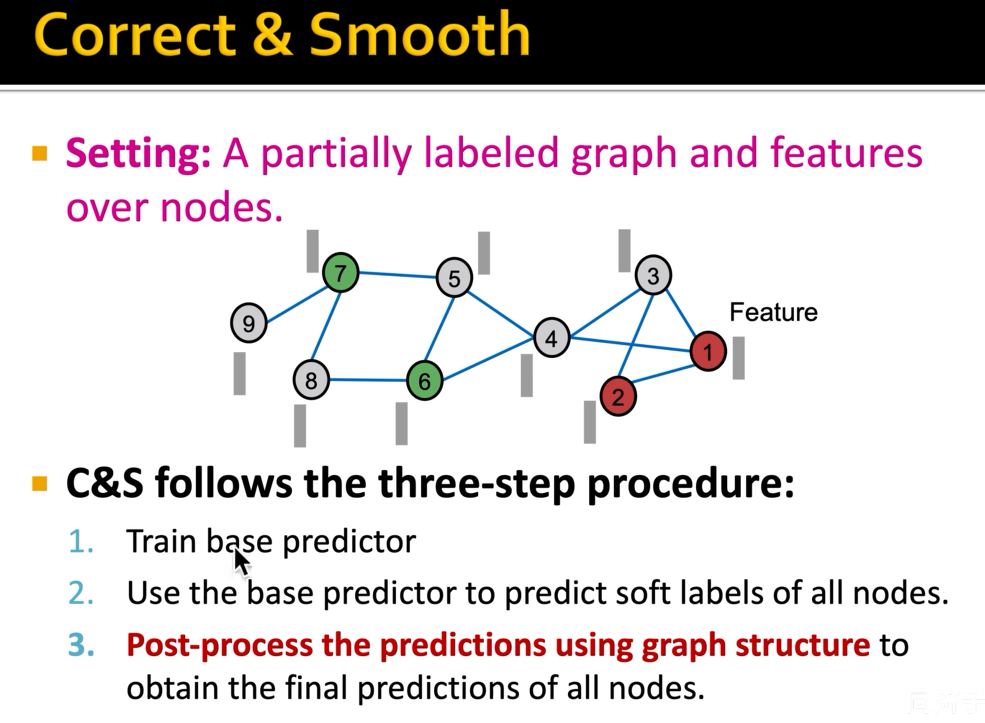 Correct & Smooth
Setting: A partially labeled graph and features
over nodes.
7
5
3
Feature
9
4
1
8
6
2
C&S follows the three-step procedure:
1. Train base predictor
2. Use the base predictor to predict soft labels of all nodes.
3. Post-process the predictions using graph structure to
obtain the final predictions of all nodes.